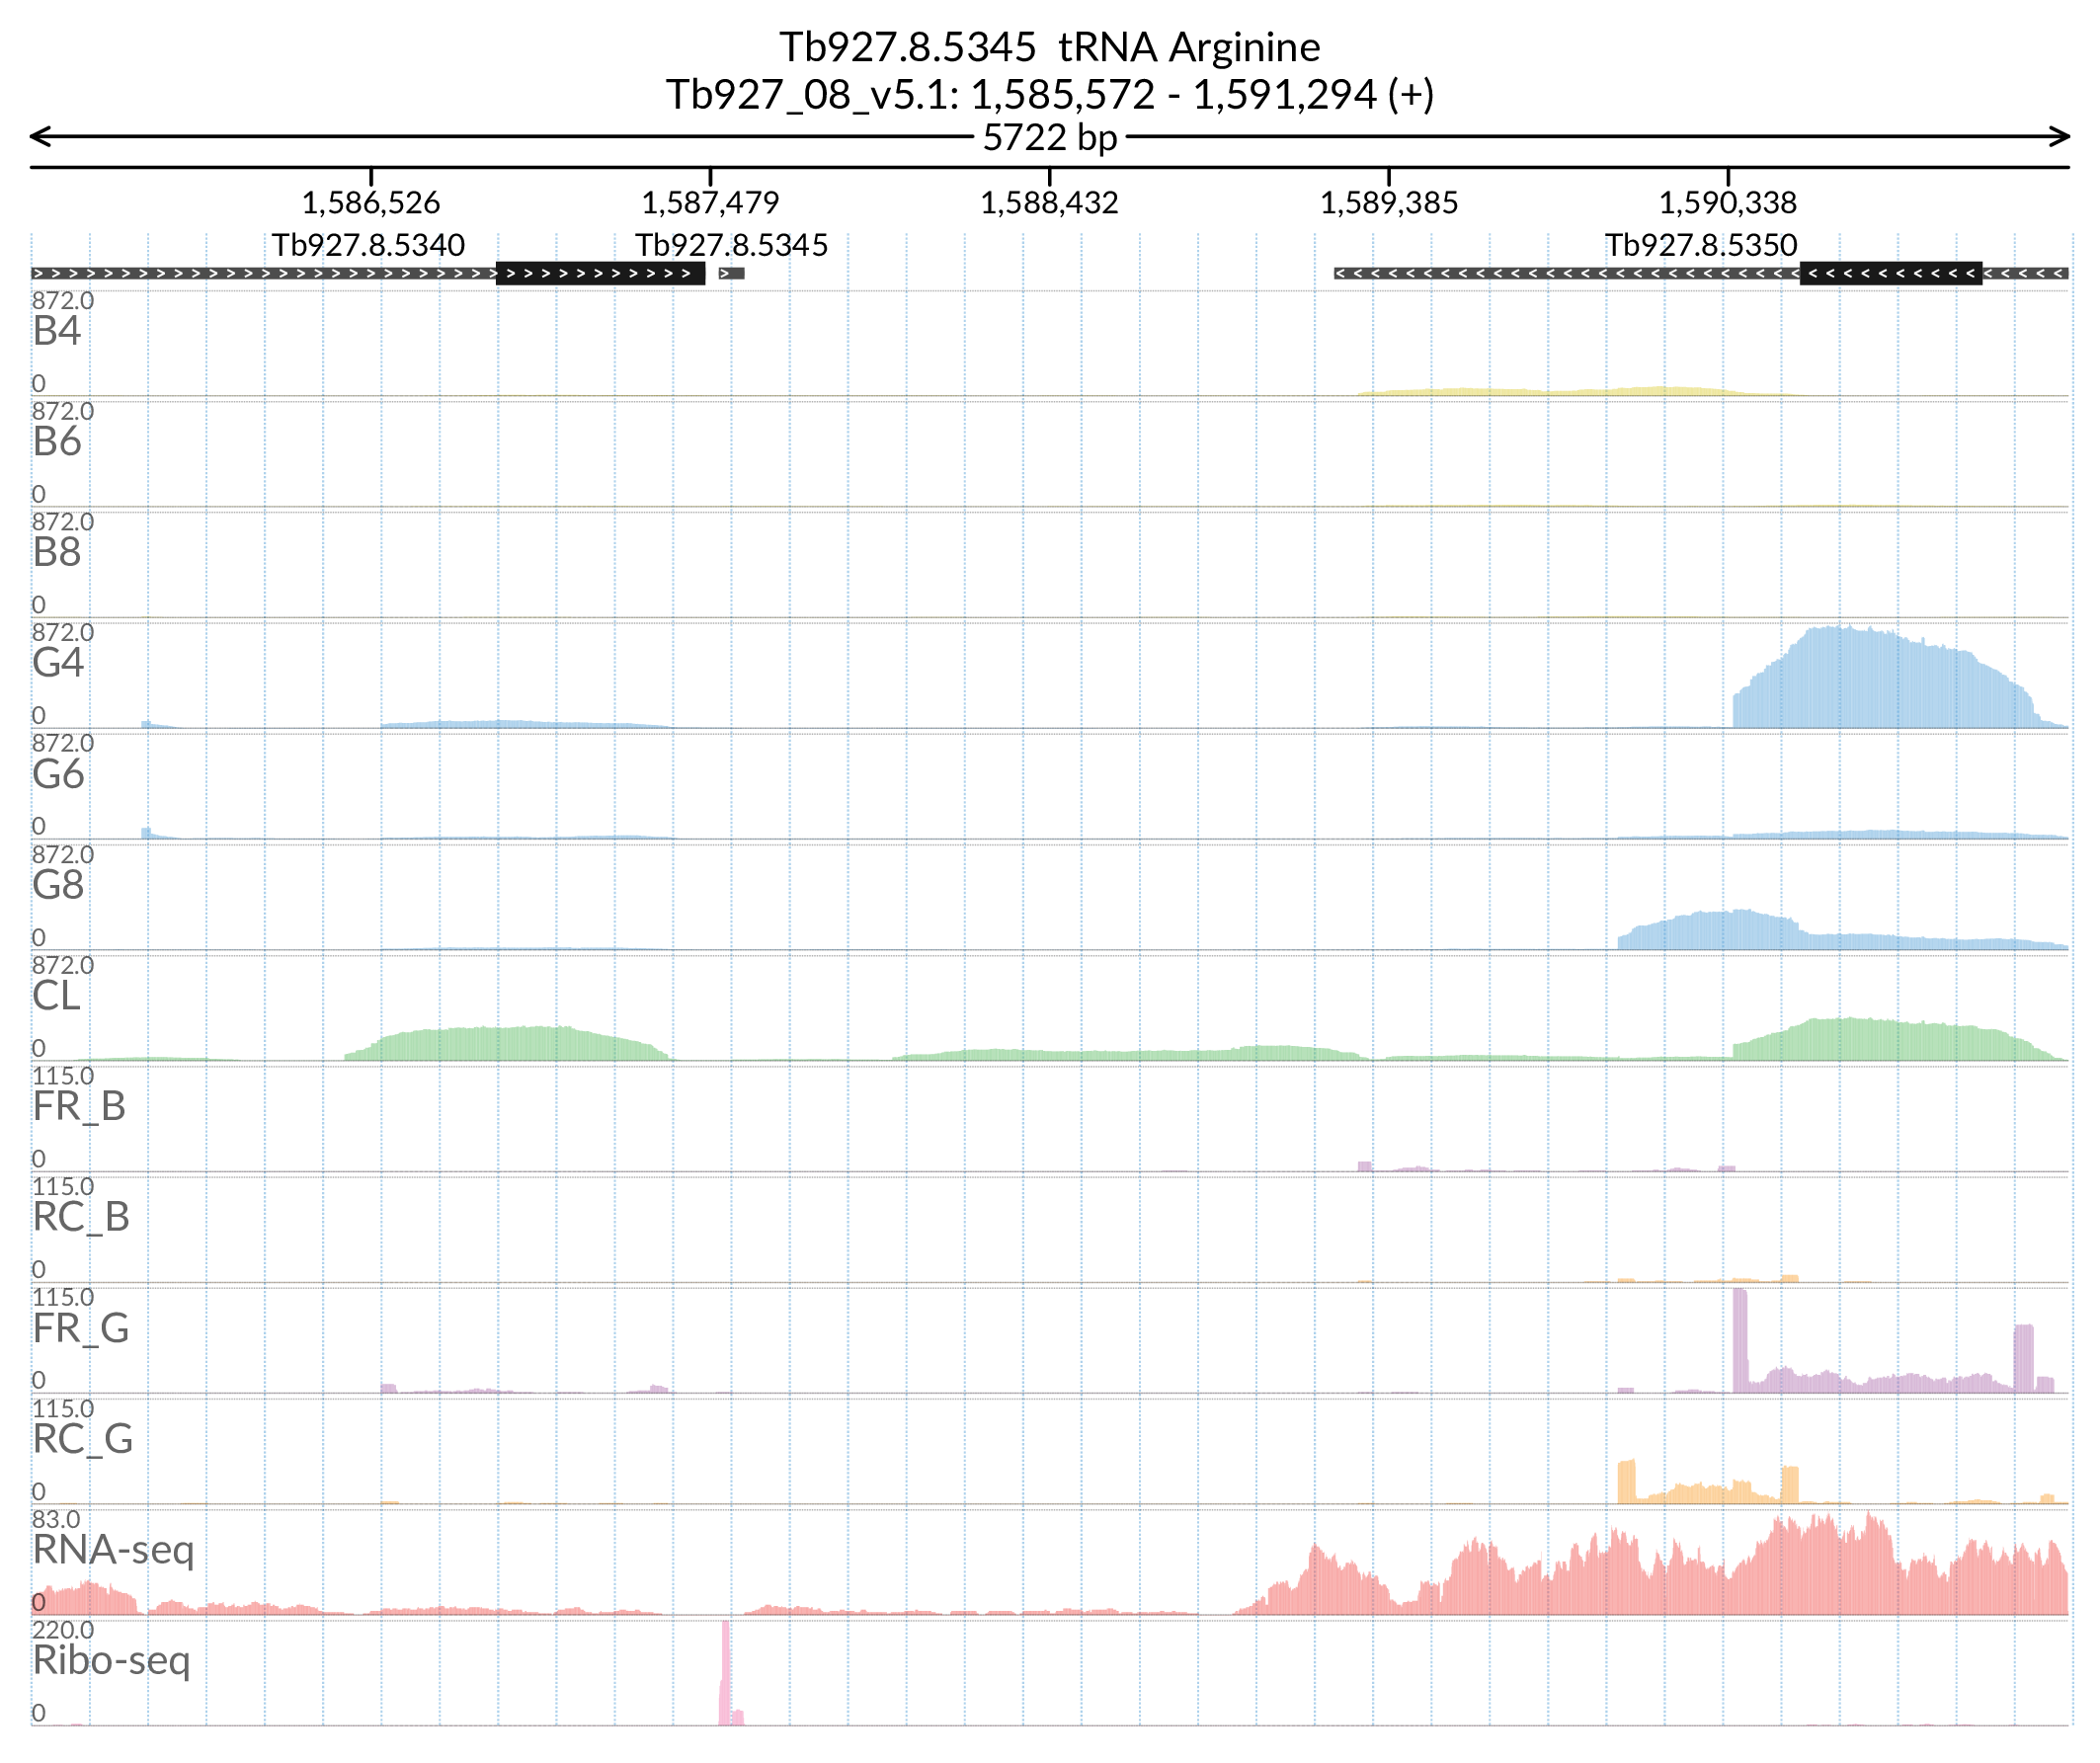 Tb927.8.5345  tRNA Arginine
Tb927_08_v5.1: 1,585,572 - 1,591,294 (+)
5722 bp
1,586,526 1,587,479 1,588,432 1,589,385 1,590,338
Tb927.8.5340 Tb927.8.5345 Tb927.8.5350
872.0
B4
0
872.0
B6
0
872.0
B8
0
872.0
G4
0
872.0
G6
0
872.0
G8
0
872.0
CL
0
115.0
FR_B
0
115.0
RC_B
0
115.0
FR_G
0
115.0
RC_G
0
83.0
RNA-seq
0
220.0
Ribo-seq
0